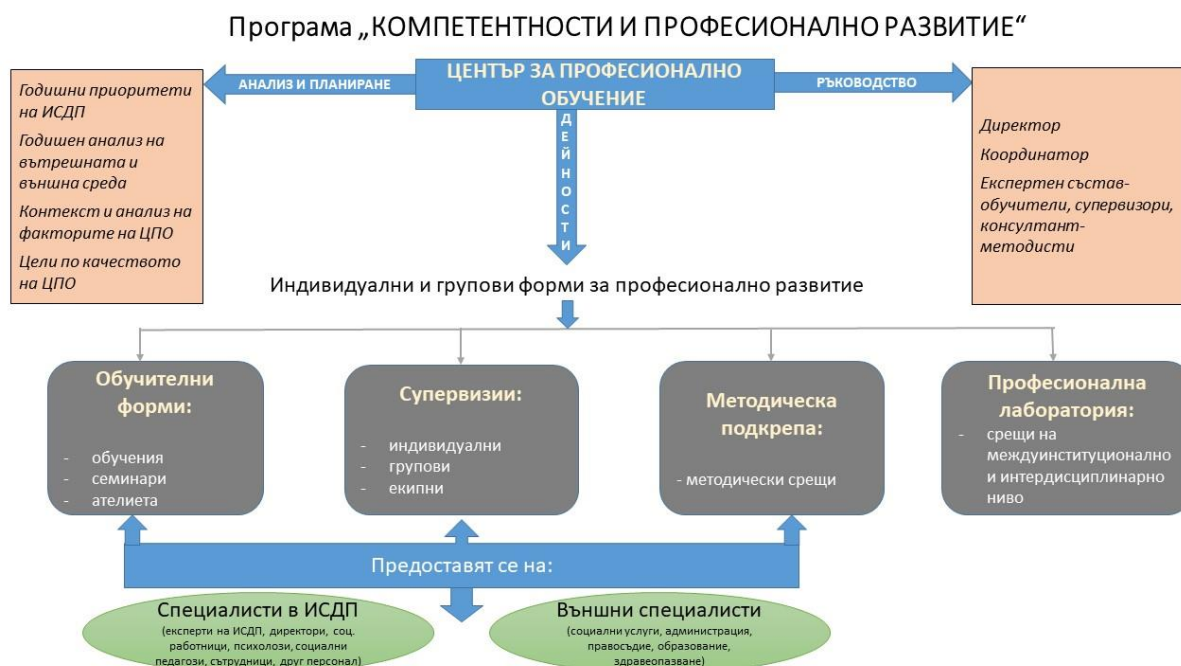 Програма „КОМПЕТЕНТНОСТИ И ПРОФЕСИОНАЛНО РАЗВИТИЕ“
ЦЕНТЪР ЗА ПРОФЕСИОНАЛНО
ОБУЧЕНИЕ
АНАЛИЗ И ПЛАНИРАНЕ
РЪКОВОДСТВО
Годишни приоритети
на ИСДП
Годишен анализ на
вътрешната и
външна среда
Контекст и анализ на
факторите на ЦПО
Цели по качеството
на ЦПО
ДЕЙНОСТИ
Директор
Координатор
Експертен състав-
обучители, супервизори,
консултант-
методисти
Индивидуални и групови форми за професионално развитие
Обучителни
форми:
- обучения
- семинари
- ателиета
Супервизии:
- индивидуални
- групови
- екипни
Методическа
подкрепа:
- методически срещи
Професионална
лаборатория:
- срещи на
междуинституционално
и интердисциплинарно
ниво
Предоставят се на:
Специалисти в ИСДП
(експерти на ИСДП, директори, соц.
работници, психолози, социални
педагози, сътрудници, друг персонал)
Външни специалисти
(социални услуги, администрация,
правосъдие, образование,
здравеопазване)